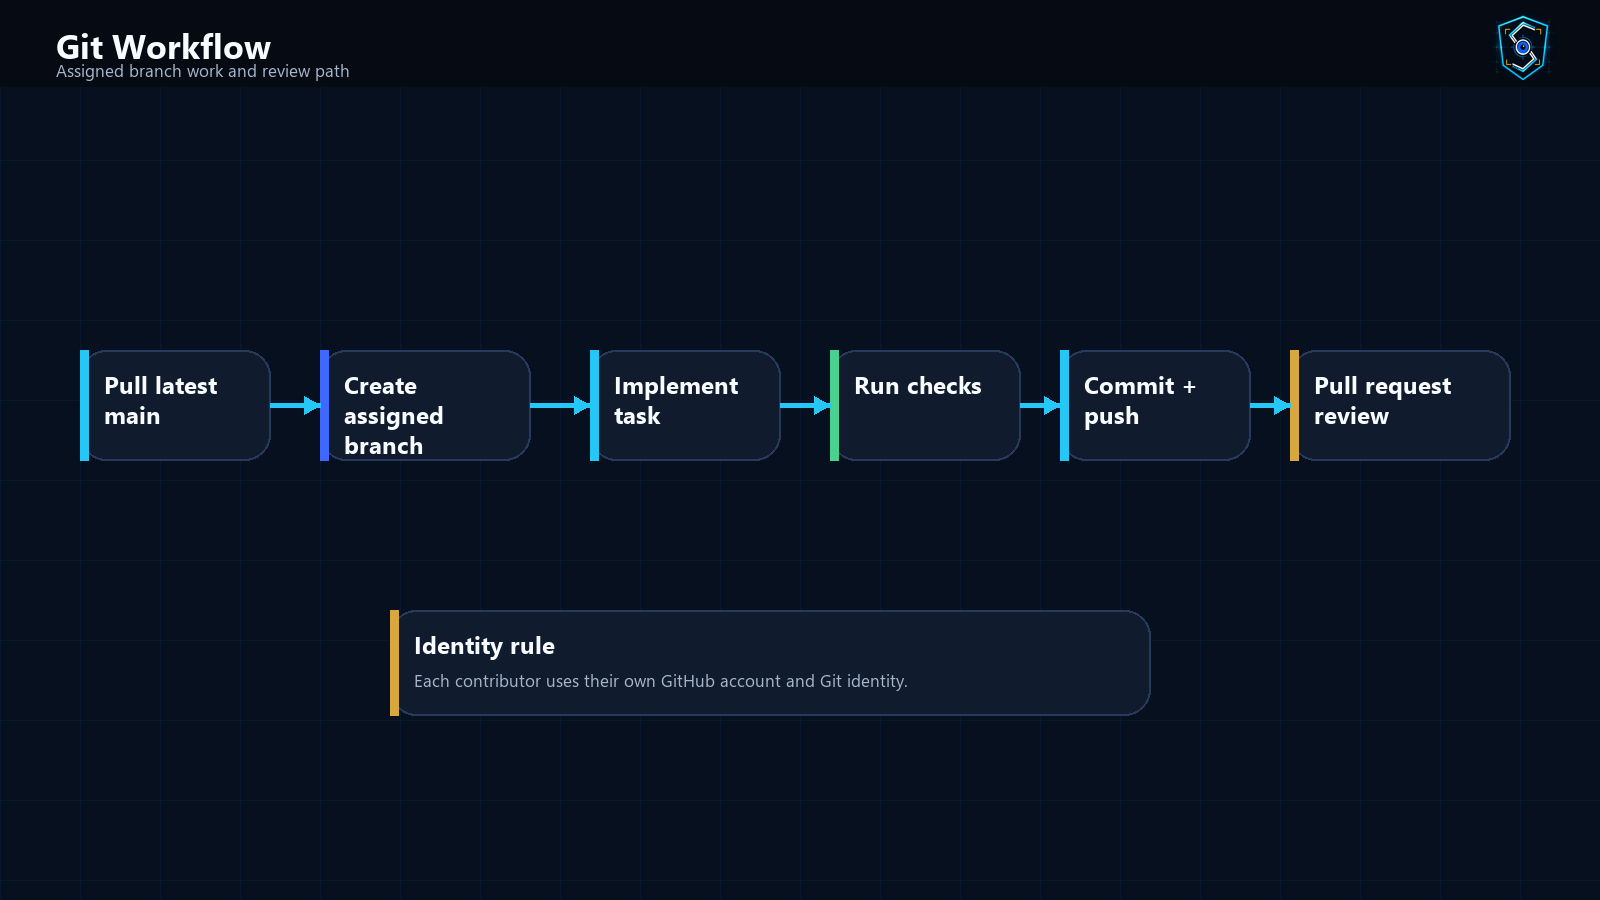 Git Workflow
Assigned branch work and review path
Pull latest
main
Create
assigned
branch
Implement
task
Run checks
Commit +
push
Pull request
review
Identity rule
Each contributor uses their own GitHub account and Git identity.